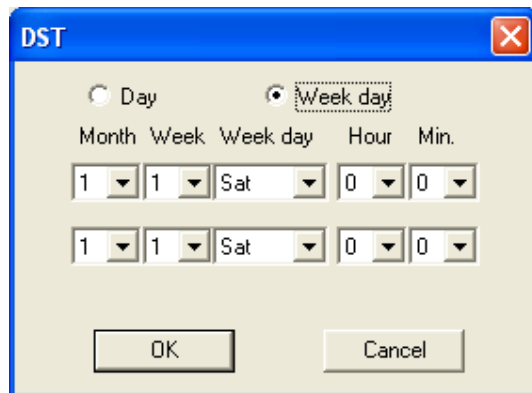 DST
Day Week day
Month Week Week day Hour Min.
1 1 Sat 0 0
1 1 Sat 0 0
OK Cancel